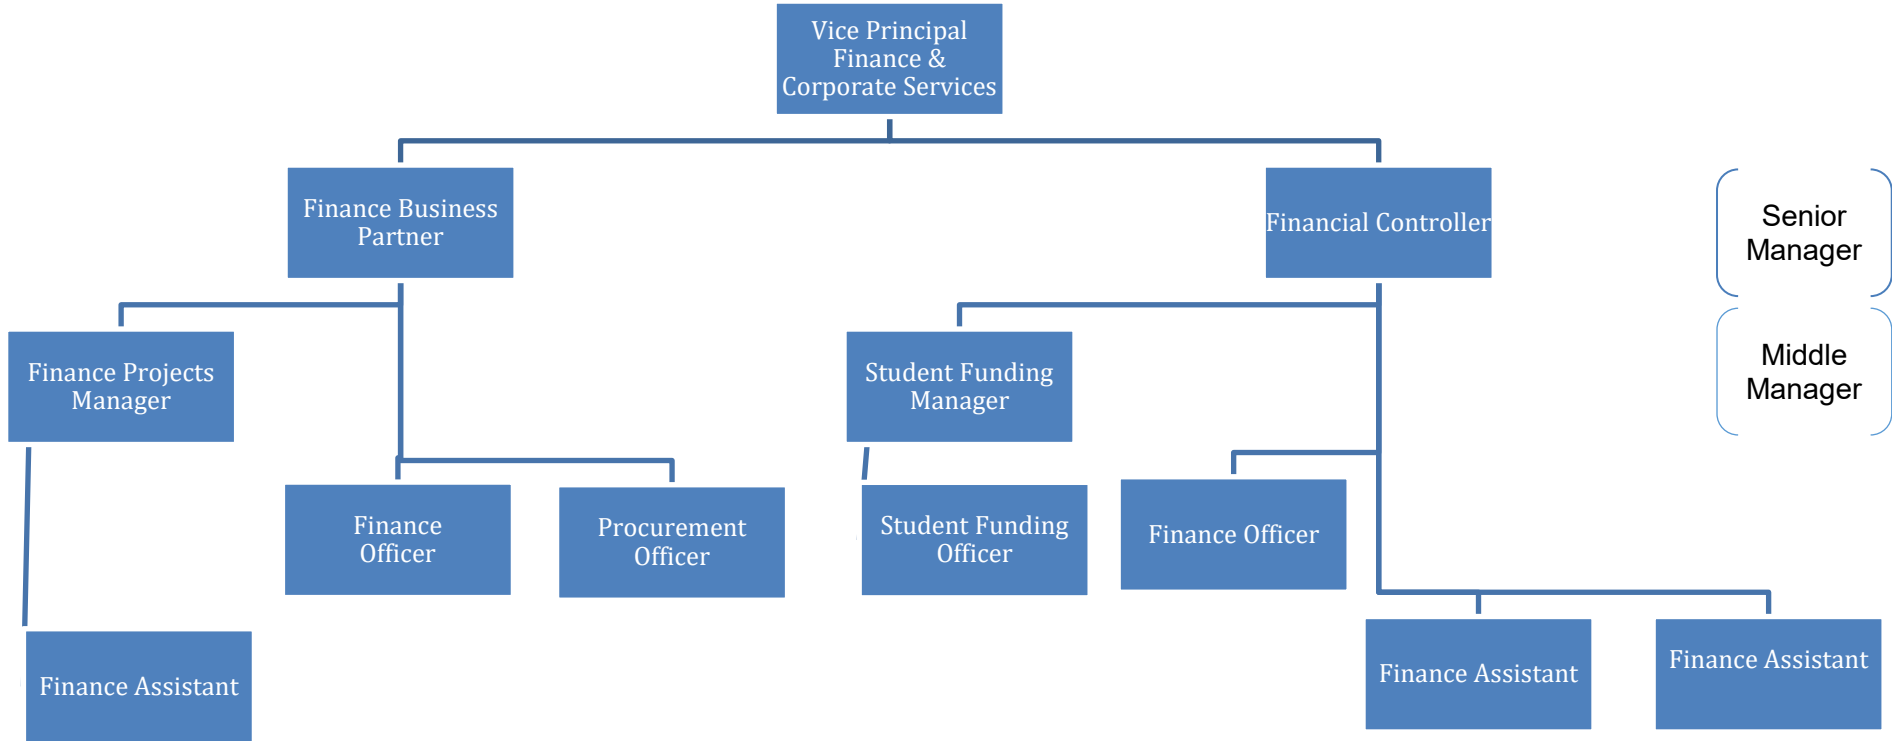 Vice Principal
Finance &
Corporate Services
Finance Business
Partner
Financial Controller
Senior
Manager
Finance Projects
Manager
Student Funding
Manager
Middle
Manager
Finance
Officer
Procurement
Officer
Student Funding
Officer
Finance Officer
Finance Assistant
Finance Assistant
Finance Assistant